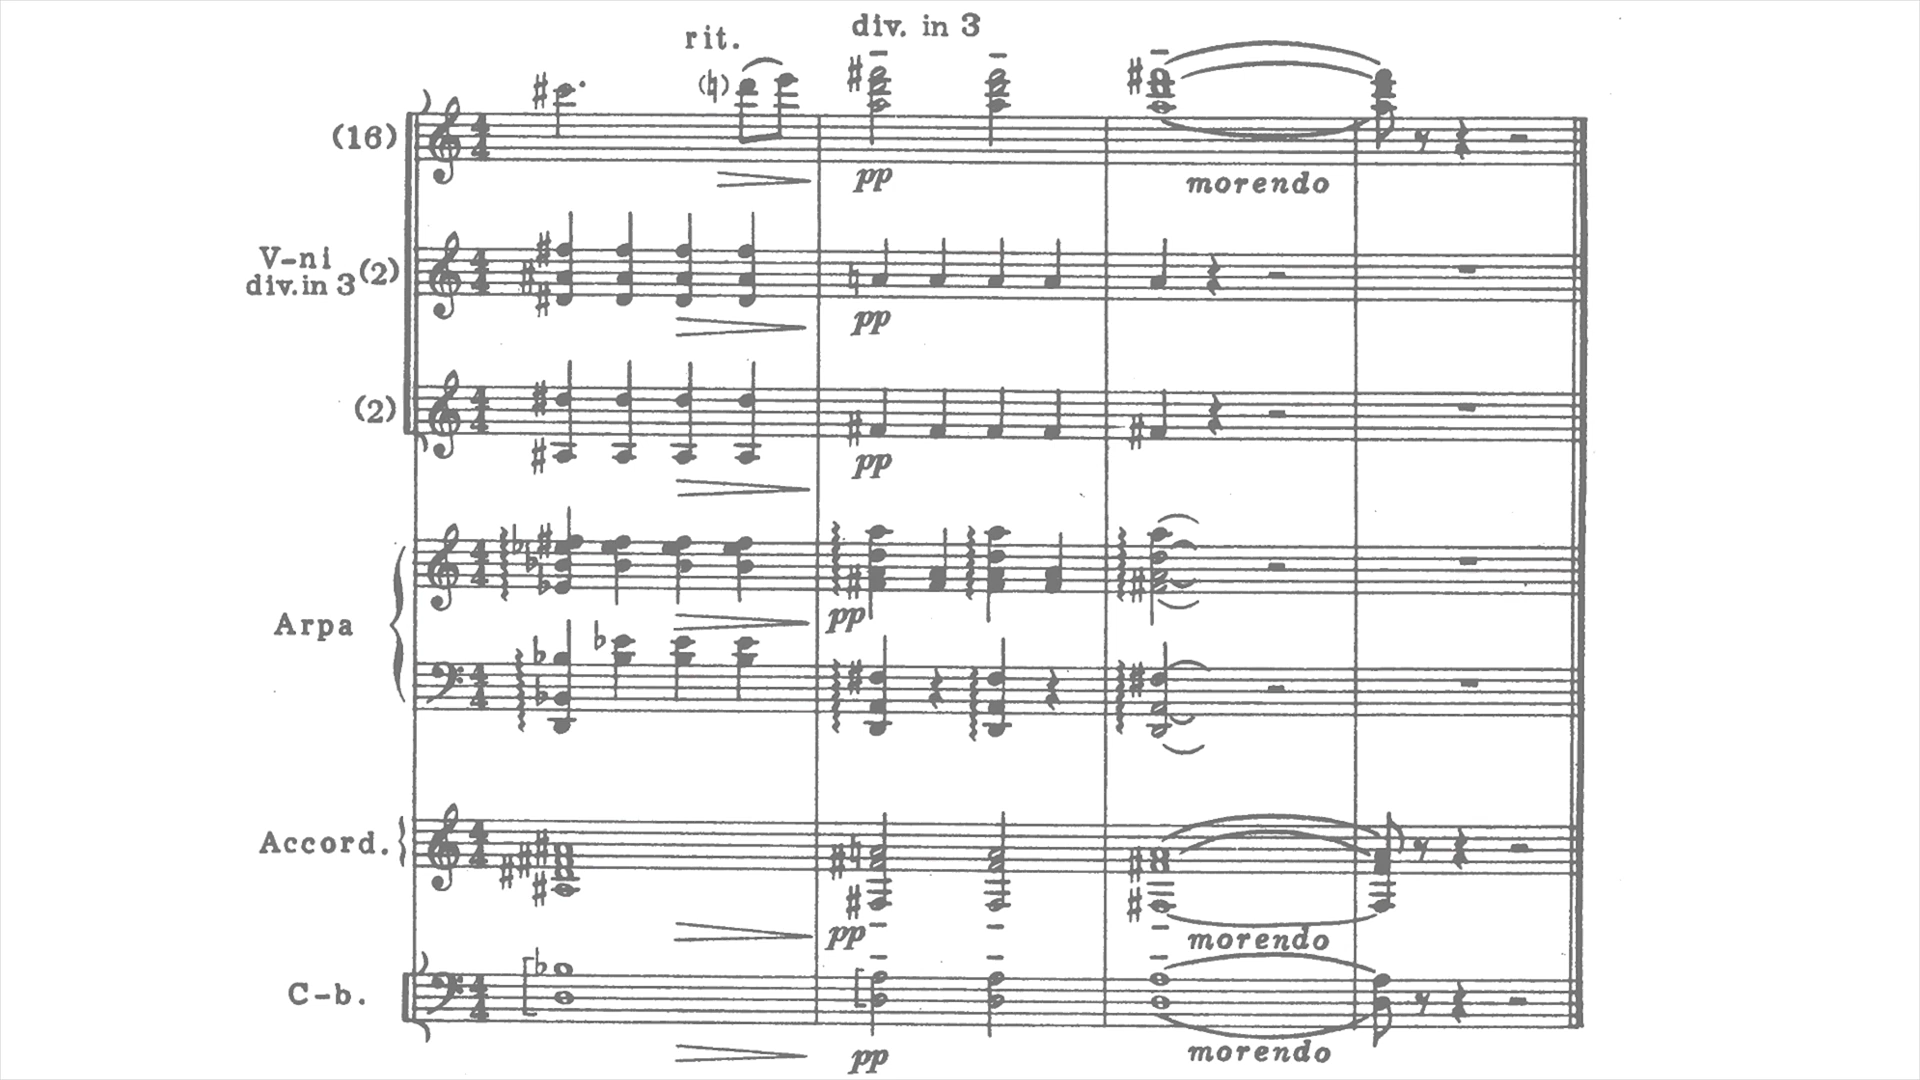 rit.
div. in 3
(16)
pp
morendo
V-ni
div. in 3 (2)
pp
(2)
pp
Arpa
pp
Accord.
pp
morendo
C-b.
pp
morendo